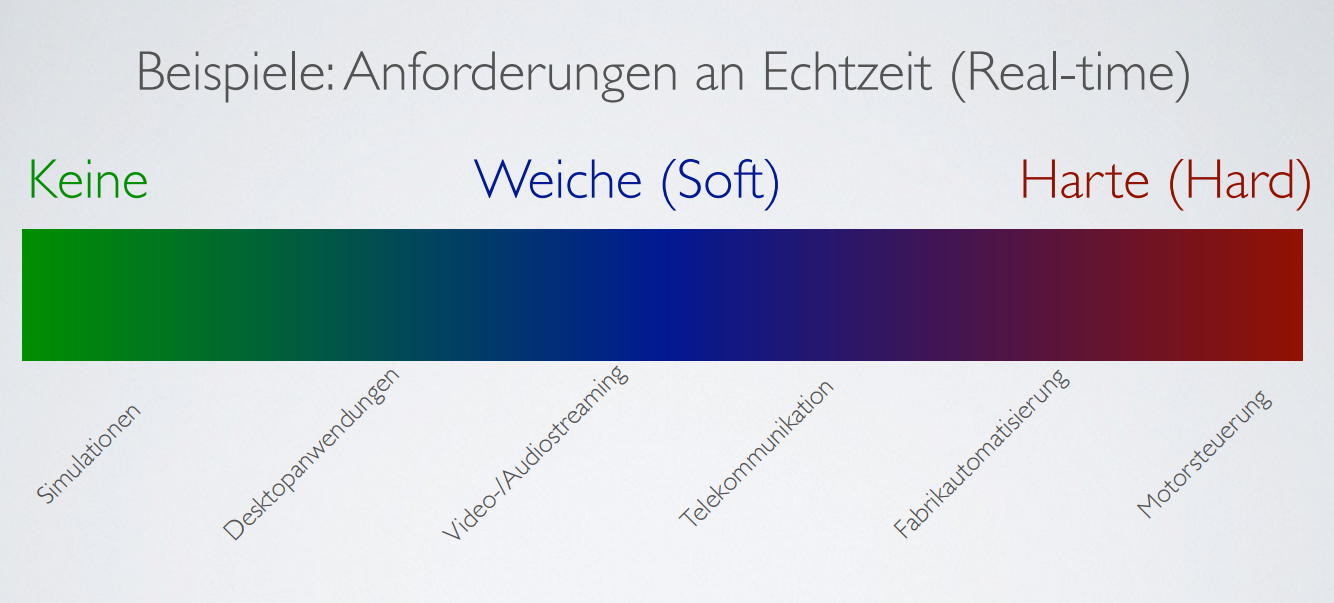 Beispiele: Anforderungen an Echtzeit (Real-time)
Keine
Weiche (Soft)
Harte (Hard)
Simulationen
Desktopanwendungen
Video-/Audiostreaming
Telekommunikation
Fabrikautomatisierung
Motorsteuerung